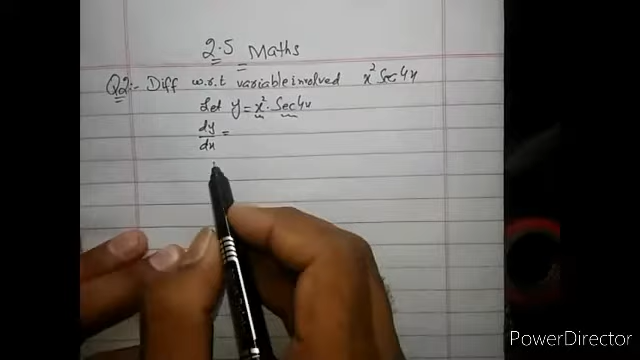 2.5 Maths
Q2:- Diff w.r.t variable involved x² Sec4x
Let y = x². Sec4x
dy/dx =
PowerDirector